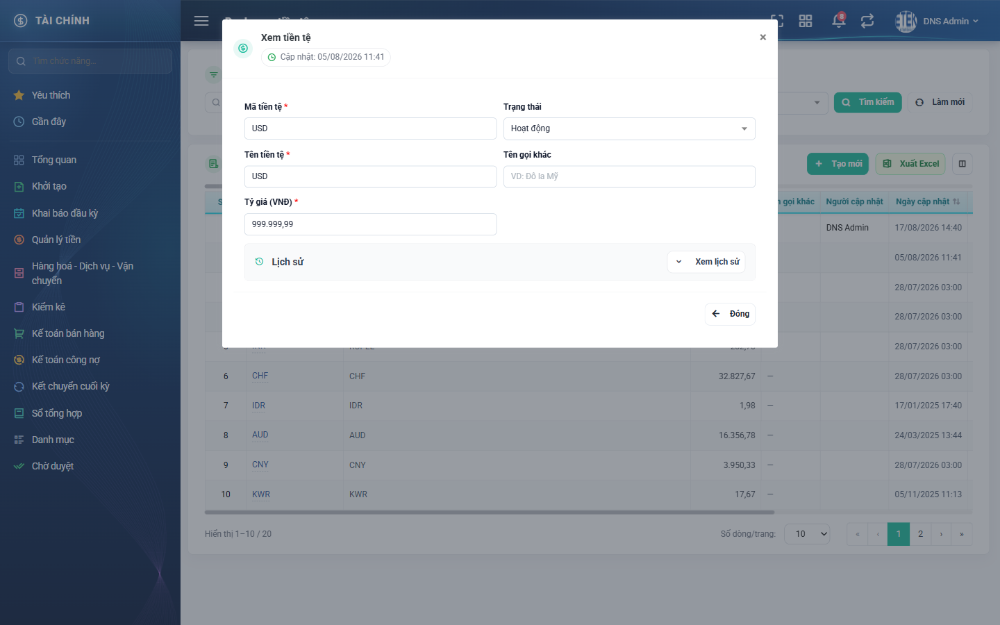 TÀI CHÍNH
Tìm chức năng...
Yêu thích
Gần đây
Tổng quan
Khởi tạo
Khai báo đầu kỳ
Quản lý tiền
Hàng hoá - Dịch vụ - Vận
chuyển
Kiểm kê
Kế toán bán hàng
Kế toán công nợ
Kết chuyển cuối kỳ
Sổ tổng hợp
Danh mục
Chờ duyệt
8
DNS Admin
Xem tiền tệ
Cập nhật: 05/08/2026 11:41
Mã tiền tệ *
Trạng thái
USD
Hoạt động
Tên tiền tệ *
Tên gọi khác
USD
VD: Đô la Mỹ
Tỷ giá (VNĐ) *
999.999,99
Lịch sử
Xem lịch sử
Đóng
Tìm kiếm
Làm mới
Tạo mới
Xuất Excel
gọi khác
Người cập nhật
Ngày cập nhật
DNS Admin
17/08/2026 14:40
05/08/2026 11:41
28/07/2026 03:00
28/07/2026 03:00
28/07/2026 03:00
6 CHF CHF 32.827,67 — 28/07/2026 03:00
7 IDR IDR 1,98 — 17/01/2025 17:40
8 AUD AUD 16.356,78 — 24/03/2025 13:44
9 CNY CNY 3.950,33 — 28/07/2026 03:00
10 KWR KWR 17,67 — 05/11/2025 11:13
Hiển thị 1–10 / 20
Số dòng/trang:
10
« ‹ 1 2 › »